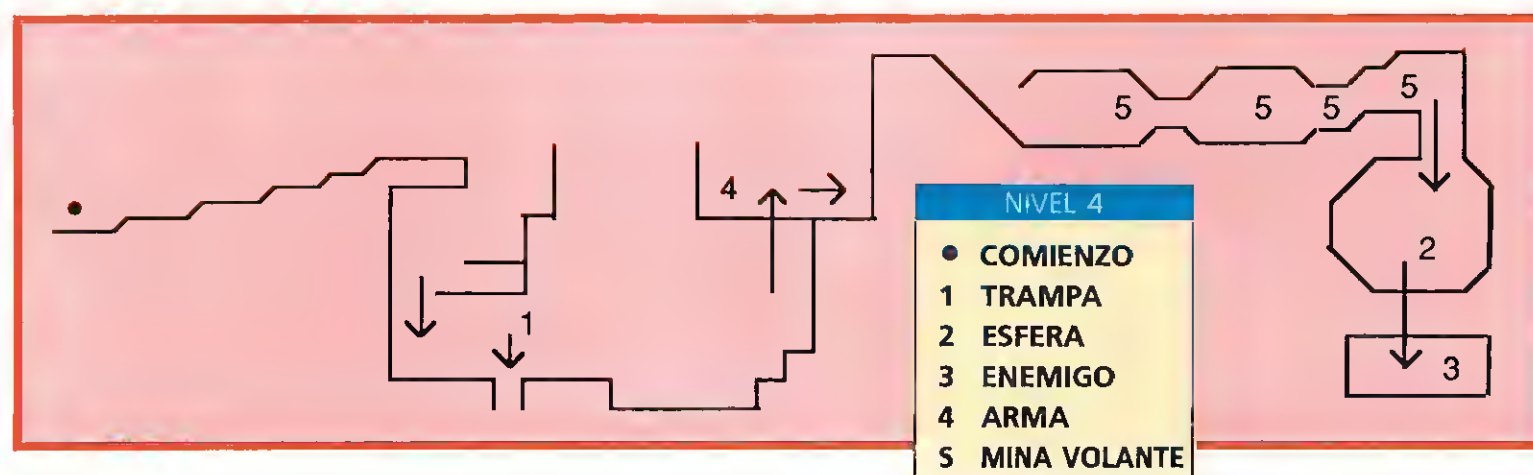 5 5 5 5
4
NIVEL 4
2
● COMIENZO
1
1 TRAMPA
2 ESFERA
3 ENEMIGO
3
4 ARMA
5 MINA VOLANTE